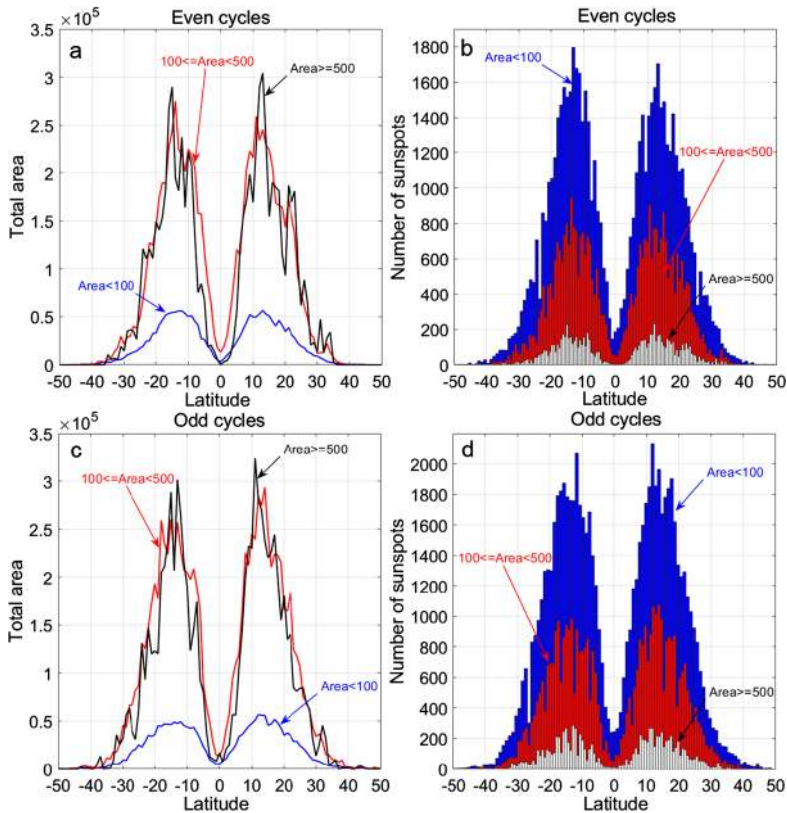 Even cycles
× 10⁵
a
3.5
3
2.5
2
1.5
1
0.5
0
Total area
100<=Area<500
Area>=500
Area<100
-50 -40 -30 -20 -10 0 10 20 30 40 50
Latitude
Even cycles
b
1800
1600
1400
1200
1000
800
600
400
200
0
Number of sunspots
Area<100
100<=Area<500
Area>=500
-50 -40 -30 -20 -10 0 10 20 30 40 50
Latitude
Odd cycles
× 10⁵
c
3.5
3
2.5
2
1.5
1
0.5
0
Total area
Area>=500
100<=Area<500
Area<100
-50 -40 -30 -20 -10 0 10 20 30 40 50
Latitude
Odd cycles
d
2000
1800
1600
1400
1200
1000
800
600
400
200
0
Number of sunspots
Area<100
100<=Area<500
Area>=500
-50 -40 -30 -20 -10 0 10 20 30 40 50
Latitude